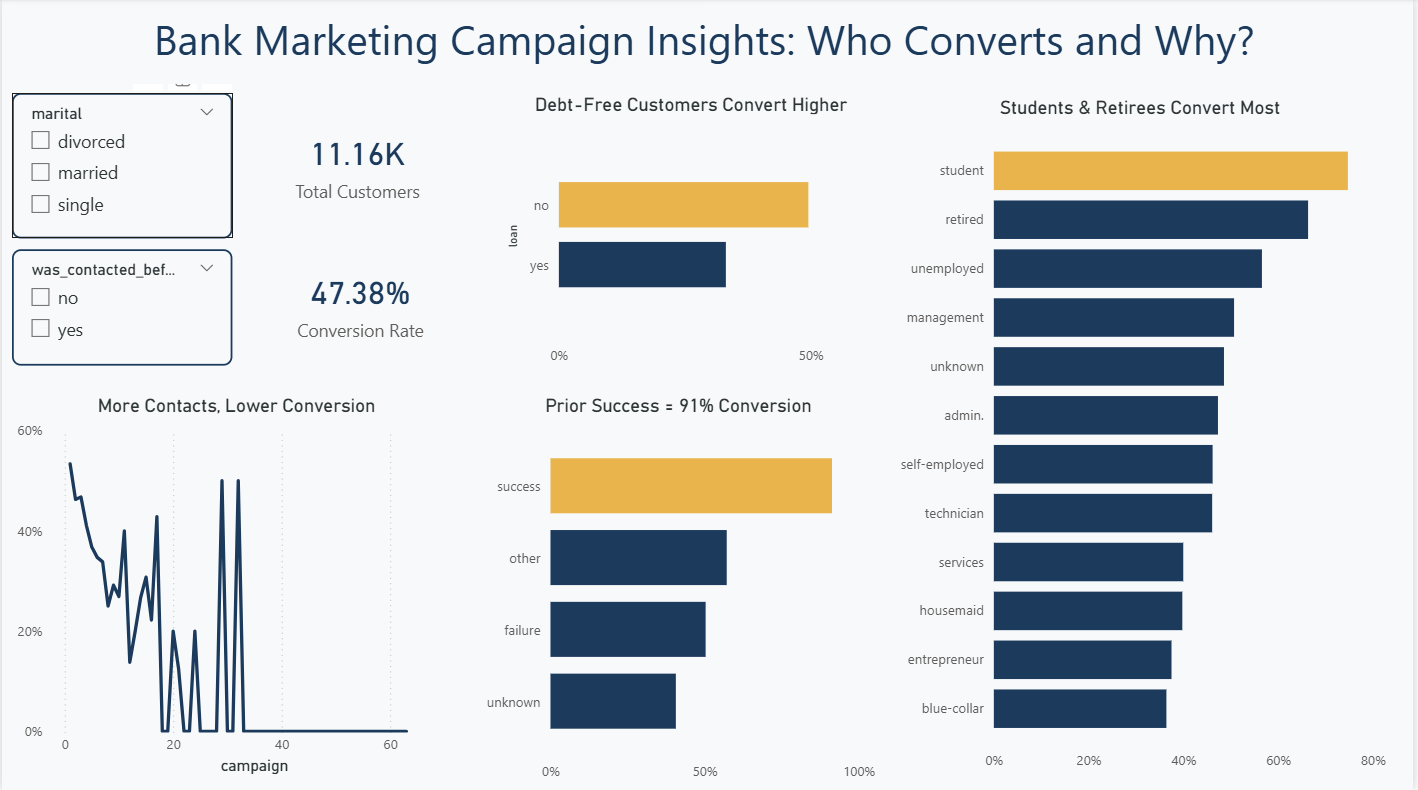 Bank Marketing Campaign Insights: Who Converts and Why?
marital
divorced
married
single
was_contacted_bef...
no
yes
11.16K
Total Customers
47.38%
Conversion Rate
Debt-Free Customers Convert Higher
loan
no
yes
0%
50%
Students & Retirees Convert Most
student
retired
unemployed
management
unknown
admin.
self-employed
technician
services
housemaid
entrepreneur
blue-collar
0%
20%
40%
60%
80%
More Contacts, Lower Conversion
60%
40%
20%
0%
0
20
40
60
campaign
Prior Success = 91% Conversion
success
other
failure
unknown
0%
50%
100%